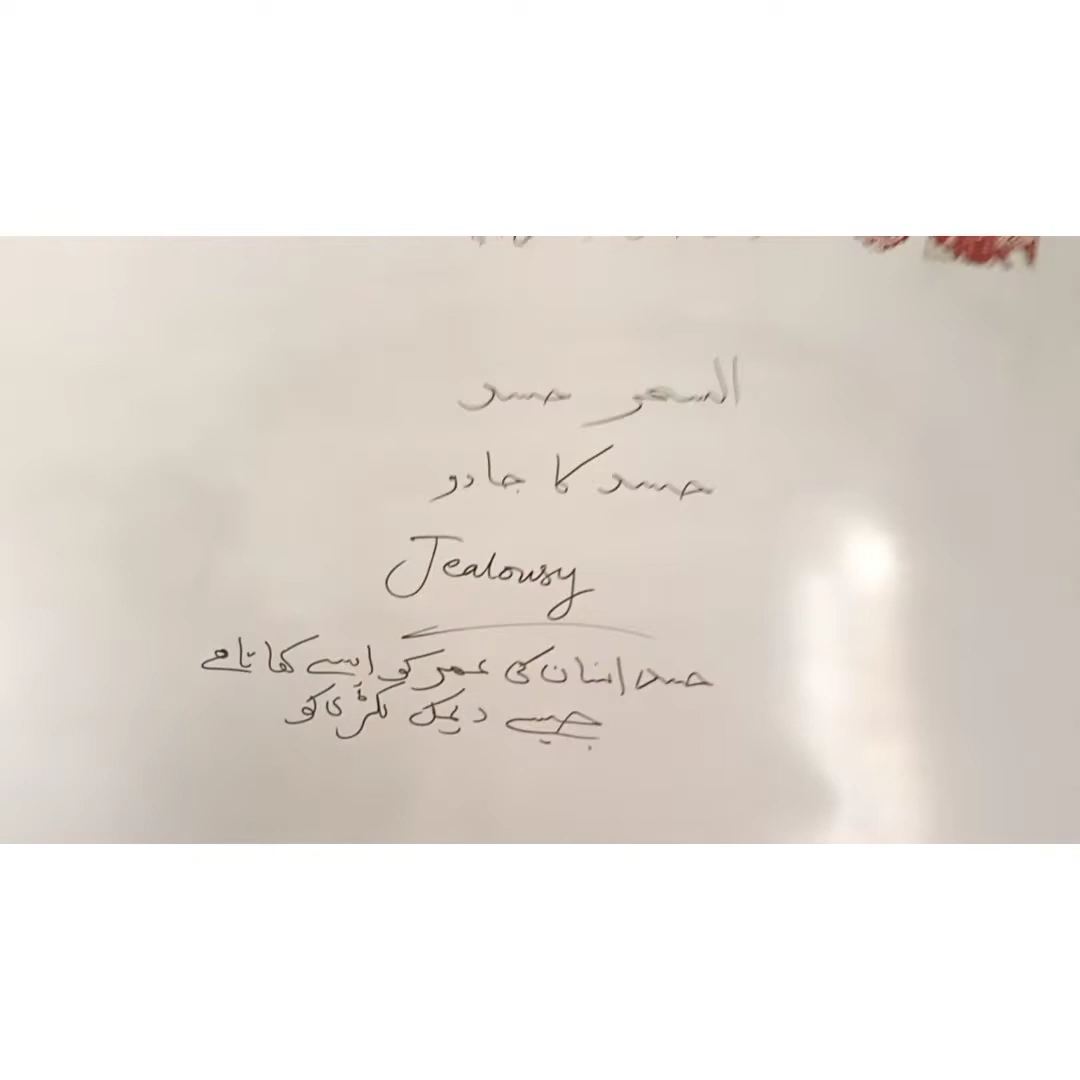 السحر حسد
حسد کا جادو
Jealousy
حسد انسان کی عمر کو ایسے کھاتا ہے
جیسے دیمک لکڑی کو